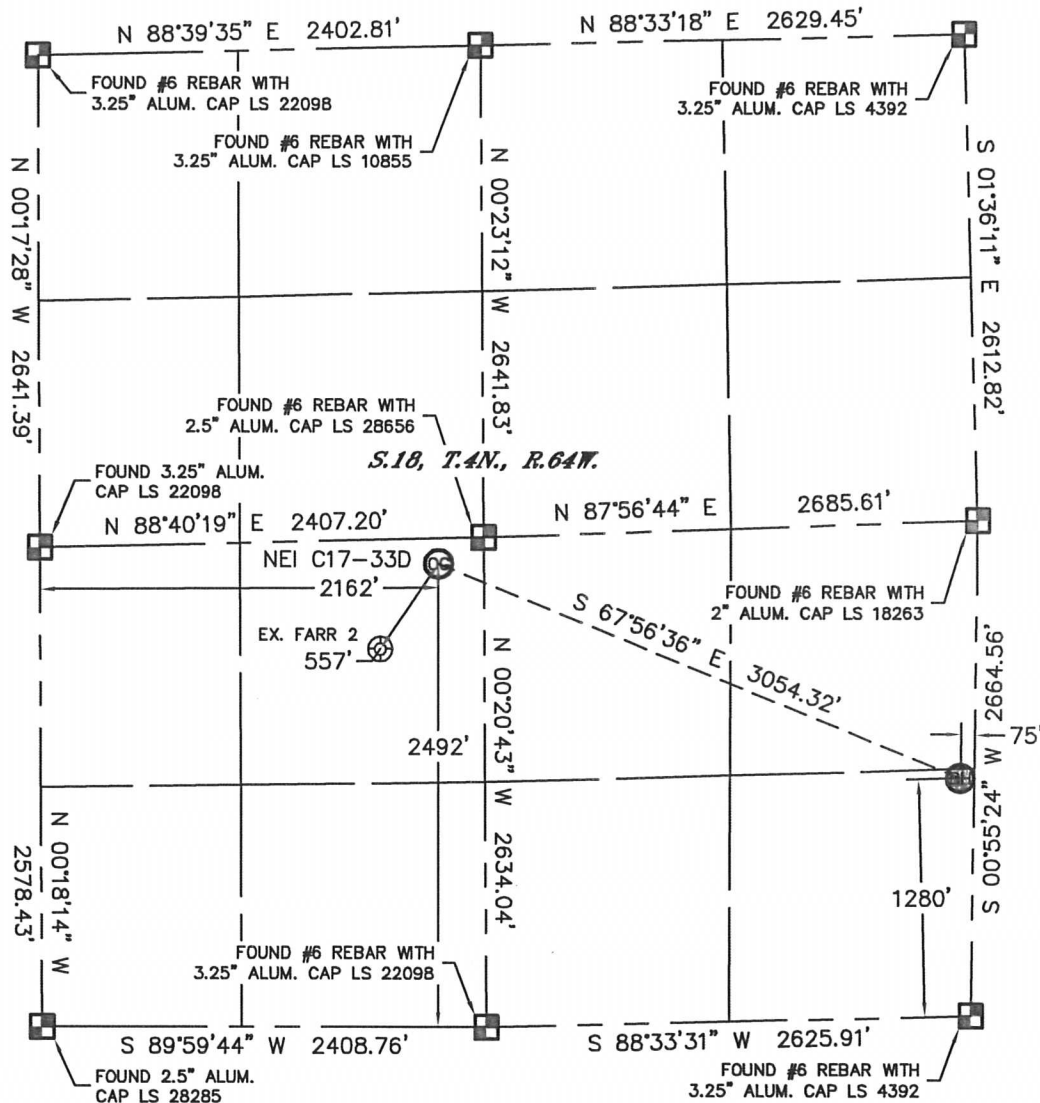 N 88°39'35" E 2402.81'
N 88°33'18" E 2629.45'
FOUND #6 REBAR WITH
3.25" ALUM. CAP LS 22098
FOUND #6 REBAR WITH
3.25" ALUM. CAP LS 4392
FOUND #6 REBAR WITH
3.25" ALUM. CAP LS 10855
N 00°17'28" W 2641.39'
N 00°23'12" W 2641.83'
S 01°36'11" E 2612.82'
FOUND #6 REBAR WITH
2.5" ALUM. CAP LS 28656
S.18, T.4N., R.64W.
FOUND 3.25" ALUM.
CAP LS 22098
N 88°40'19" E 2407.20'
N 87°56'44" E 2685.61'
NEI C17-33D
OG
2162'
FOUND #6 REBAR WITH
2" ALUM. CAP LS 18263
EX. FARR 2
557'
S 67°56'36" E 3054.32'
2492'
75'
BH
N 00°18'14" W
2578.43'
N 00°20'43" W 2634.04'
S 00°55'24" W 2664.56'
1280'
FOUND #6 REBAR WITH
3.25" ALUM. CAP LS 22098
S 89°59'44" W 2408.76'
S 88°33'31" W 2625.91'
FOUND 2.5" ALUM.
CAP LS 28285
FOUND #6 REBAR WITH
3.25" ALUM. CAP LS 4392